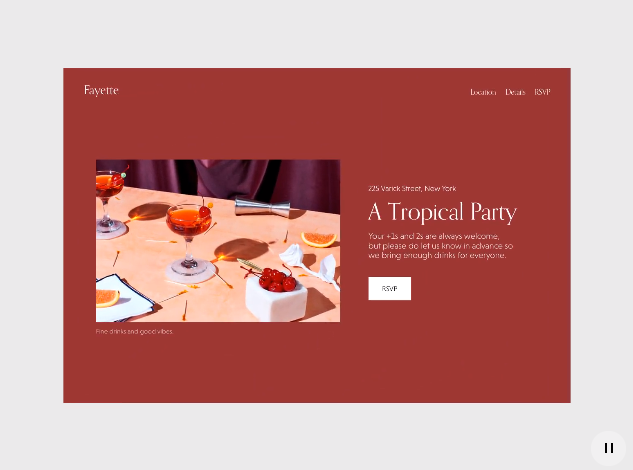 Fayette
Location Details RSVP
225 Varick Street, New York
A Tropical Party
Your +1s and 2s are always welcome,
but please do let us know in advance so
we bring enough drinks for everyone.
RSVP
Fine drinks and good vibes.